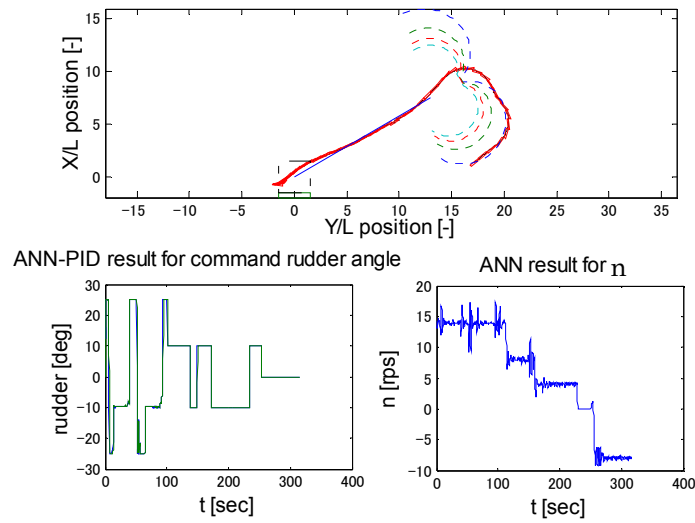 15
10
5
0
X/L position [-]
-15 -10 -5 0 5 10 15 20 25 30 35
Y/L position [-]
ANN-PID result for command rudder angle
30
20
10
0
-10
-20
-30
rudder [deg]
0 100 200 300 400
t [sec]
ANN result for n
20
15
10
5
0
-5
-10
n [rps]
0 100 200 300 400
t [sec]